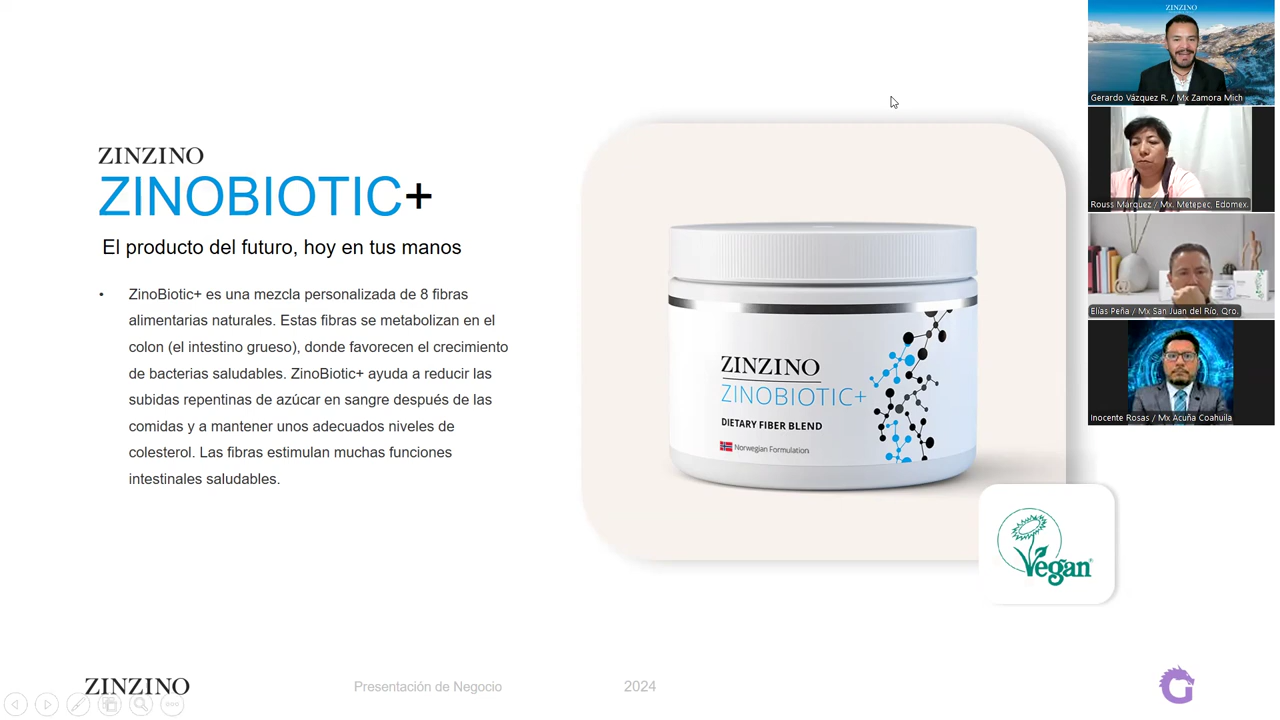 ZINZINO
ZINOBIOTIC+
El producto del futuro, hoy en tus manos
• ZinoBiotic+ es una mezcla personalizada de 8 fibras
alimentarias naturales. Estas fibras se metabolizan en el
colon (el intestino grueso), donde favorecen el crecimiento
de bacterias saludables. ZinoBiotic+ ayuda a reducir las
subidas repentinas de azúcar en sangre después de las
comidas y a mantener unos adecuados niveles de
colesterol. Las fibras estimulan muchas funciones
intestinales saludables.
ZINZINO
ZINOBIOTIC+
DIETARY FIBER BLEND
Norwegian Formulation
Vegan
ZINZINO
Gerardo Vázquez R. / Mx Zamora Mich
Rouss Márquez / Mx. Metepec, Edomex.
Elías Peña / Mx San Juan del Río, Qro.
Inocente Rosas / Mx Acuña Coahuila
ZINZINO
Presentación de Negocio
2024
G